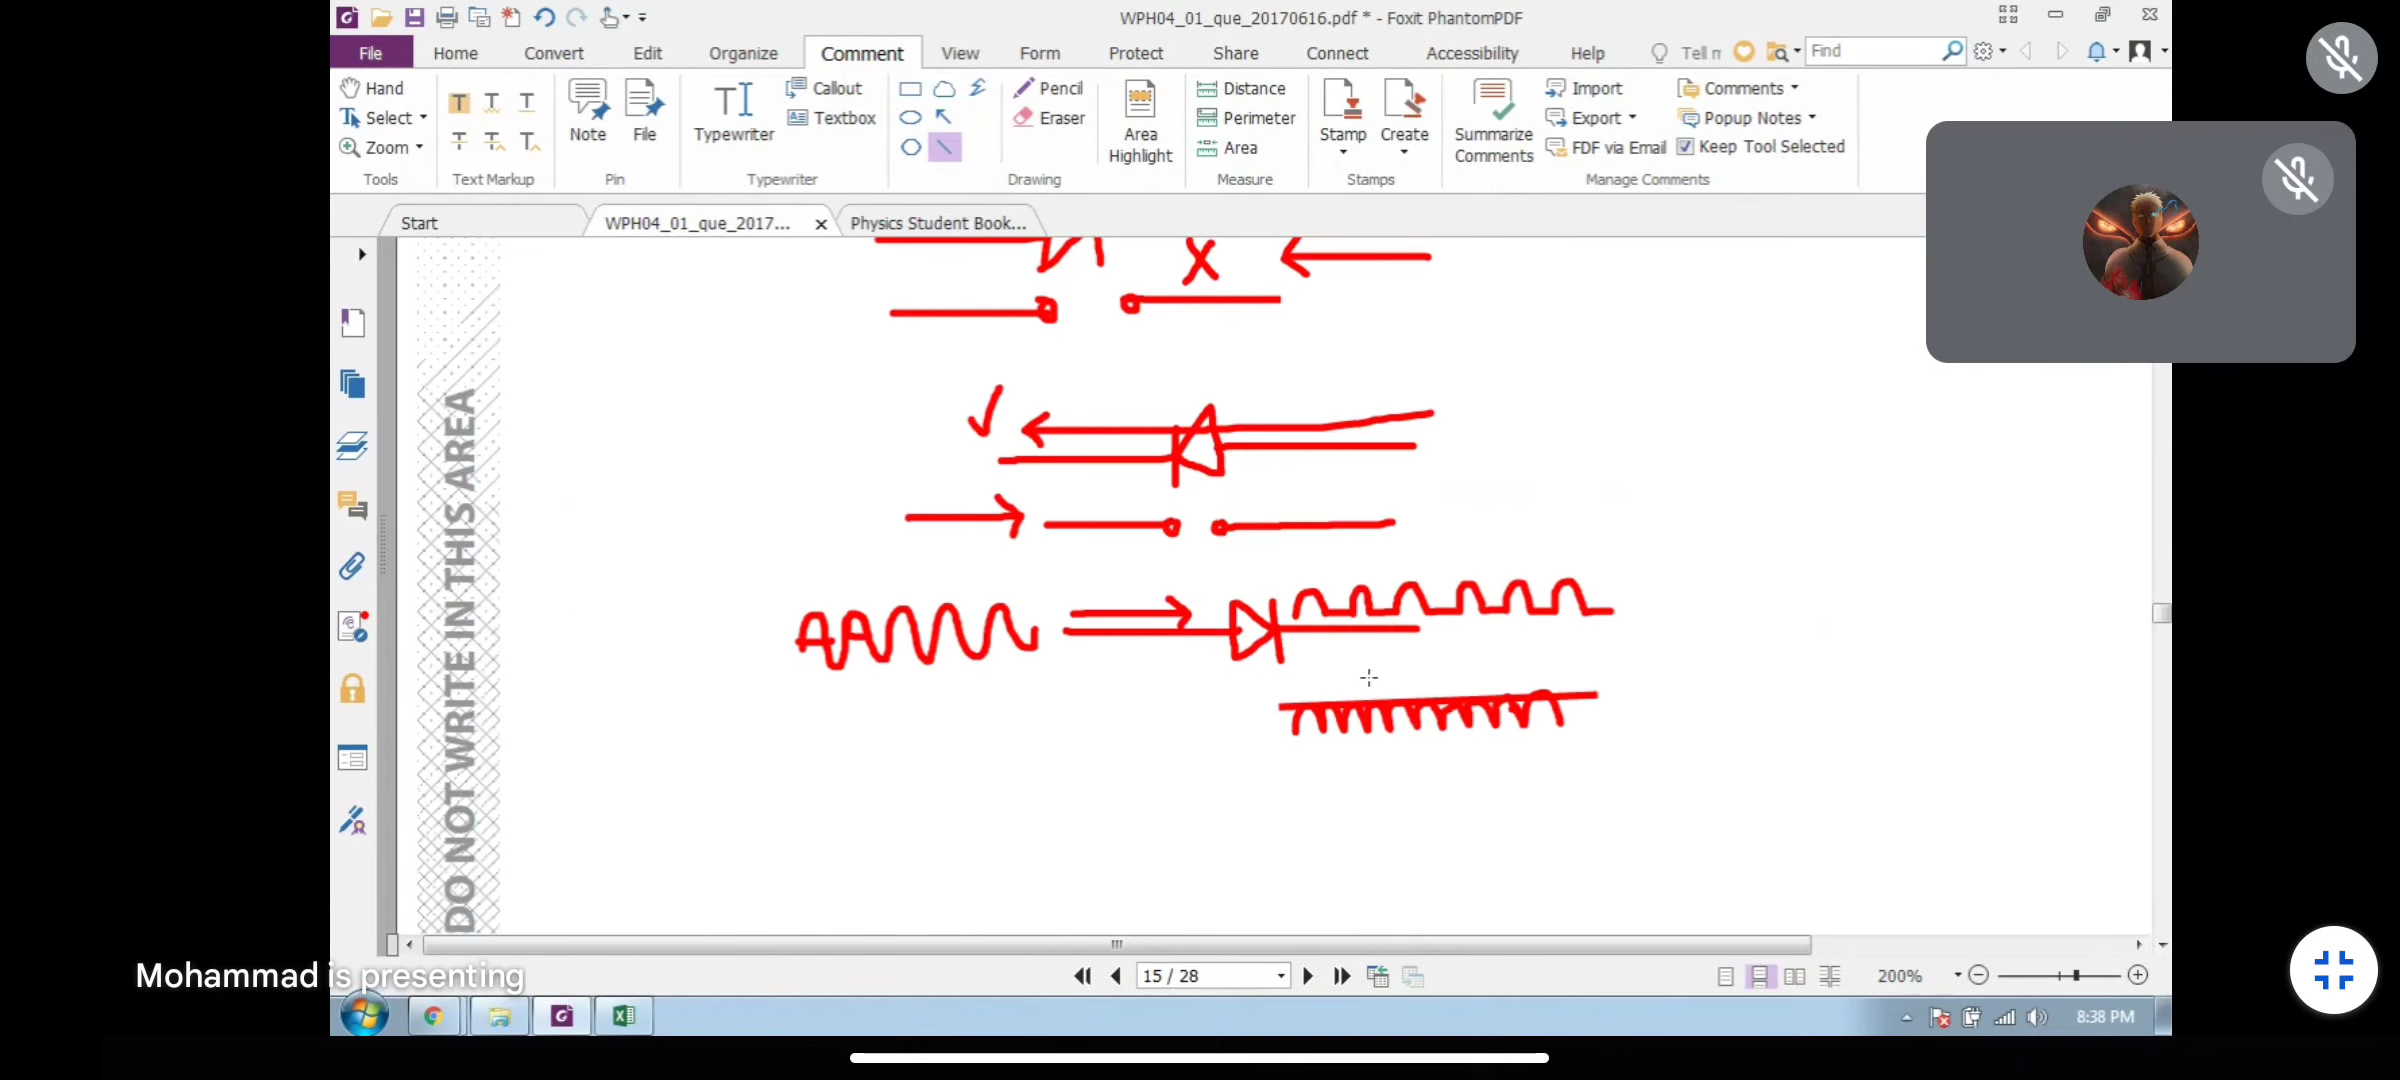 WPH04_01_que_20170616.pdf * - Foxit PhantomPDF
File Home Convert Edit Organize Comment View Form Protect Share Connect Accessibility Help Tell Find
Hand
Select
Zoom
Tools
Text Markup
Note
File
Pin
Typewriter
Callout
Textbox
Typewriter
Pencil
Eraser
Area
Highlight
Drawing
Distance
Perimeter
Area
Measure
Stamp
Create
Stamps
Summarize
Comments
Import
Export
FDF via Email
Comments
Popup Notes
Keep Tool Selected
Manage Comments
Start
WPH04_01_que_2017...
Physics Student Book...
DO NOT WRITE IN THIS AREA
X
Mohammad is presenting
15 / 28
200%
8:38 PM